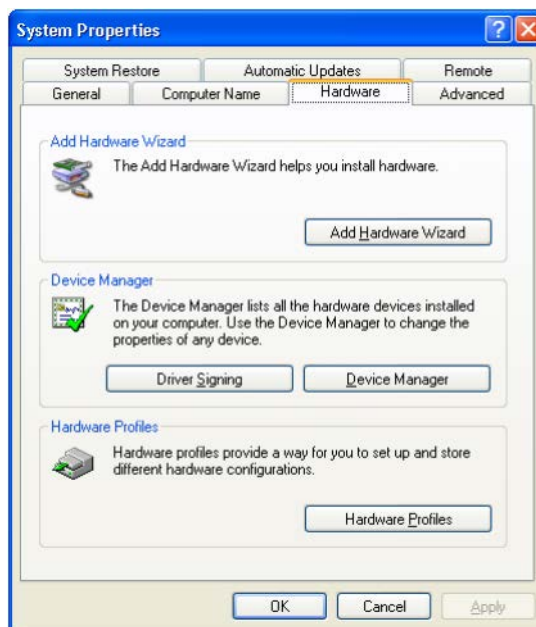 System Properties
System Restore Automatic Updates Remote
General Computer Name Hardware Advanced
Add Hardware Wizard
The Add Hardware Wizard helps you install hardware.
Add Hardware Wizard
Device Manager
The Device Manager lists all the hardware devices installed
on your computer. Use the Device Manager to change the
properties of any device.
Driver Signing Device Manager
Hardware Profiles
Hardware profiles provide a way for you to set up and store
different hardware configurations.
Hardware Profiles
OK Cancel Apply